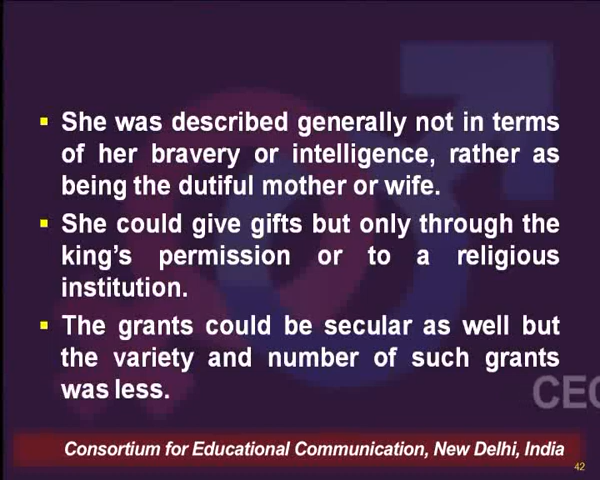 She was described generally not in terms
of her bravery or intelligence, rather as
being the dutiful mother or wife.
She could give gifts but only through the
king's permission or to a religious
institution.
The grants could be secular as well but
the variety and number of such grants
was less.
CEC
Consortium for Educational Communication, New Delhi, India
42